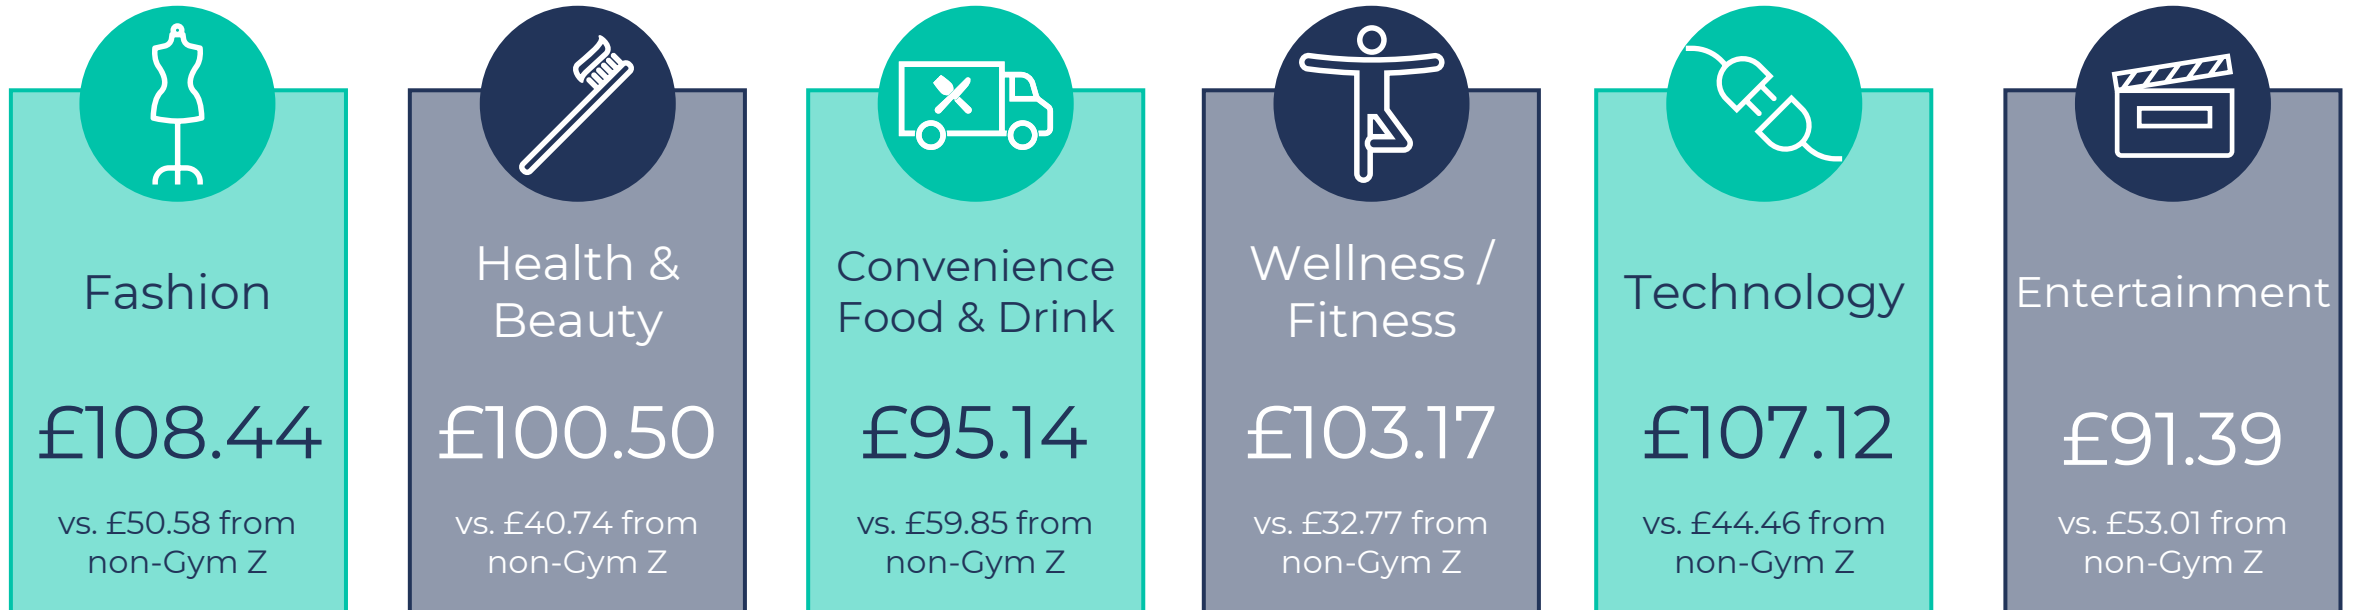 Fashion
£108.44
vs. £50.58 from
non-Gym Z
Health &
Beauty
£100.50
vs. £40.74 from
non-Gym Z
Convenience
Food & Drink
£95.14
vs. £59.85 from
non-Gym Z
Wellness /
Fitness
£103.17
vs. £32.77 from
non-Gym Z
Technology
£107.12
vs. £44.46 from
non-Gym Z
Entertainment
£91.39
vs. £53.01 from
non-Gym Z